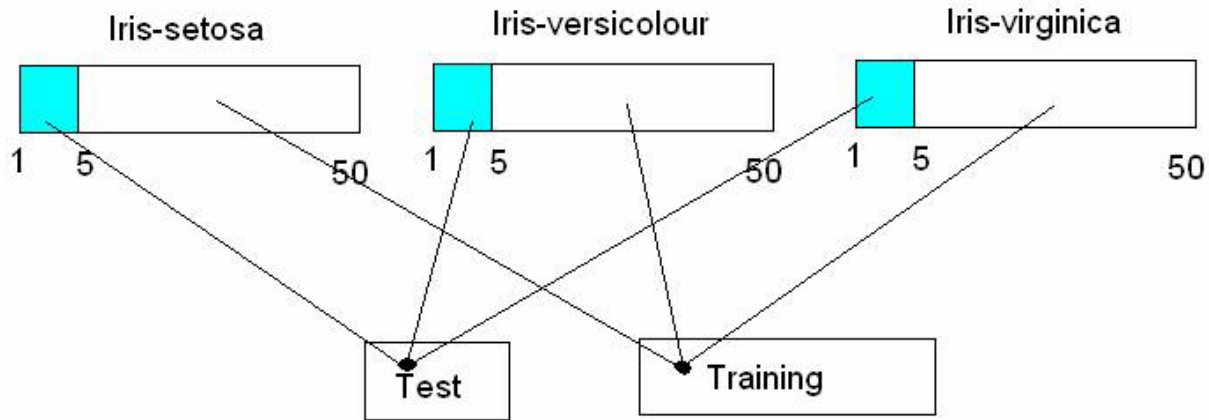 Iris-setosa
Iris-versicolour
Iris-virginica
1 5 50
1 5 50
1 5 50
Test
Training